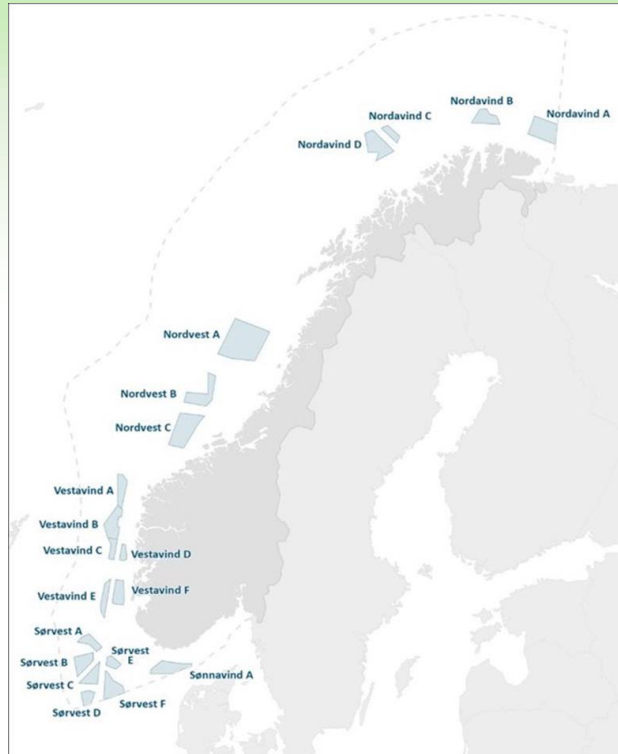 Nordavind B
Nordavind A
Nordavind C
Nordavind D
Nordvest A
Nordvest B
Nordvest C
Vestavind A
Vestavind B
Vestavind C
Vestavind D
Vestavind E
Vestavind F
Sørvest A
Sørvest
E
Sørvest B
Sønnavind A
Sørvest C
Sørvest F
Sørvest D